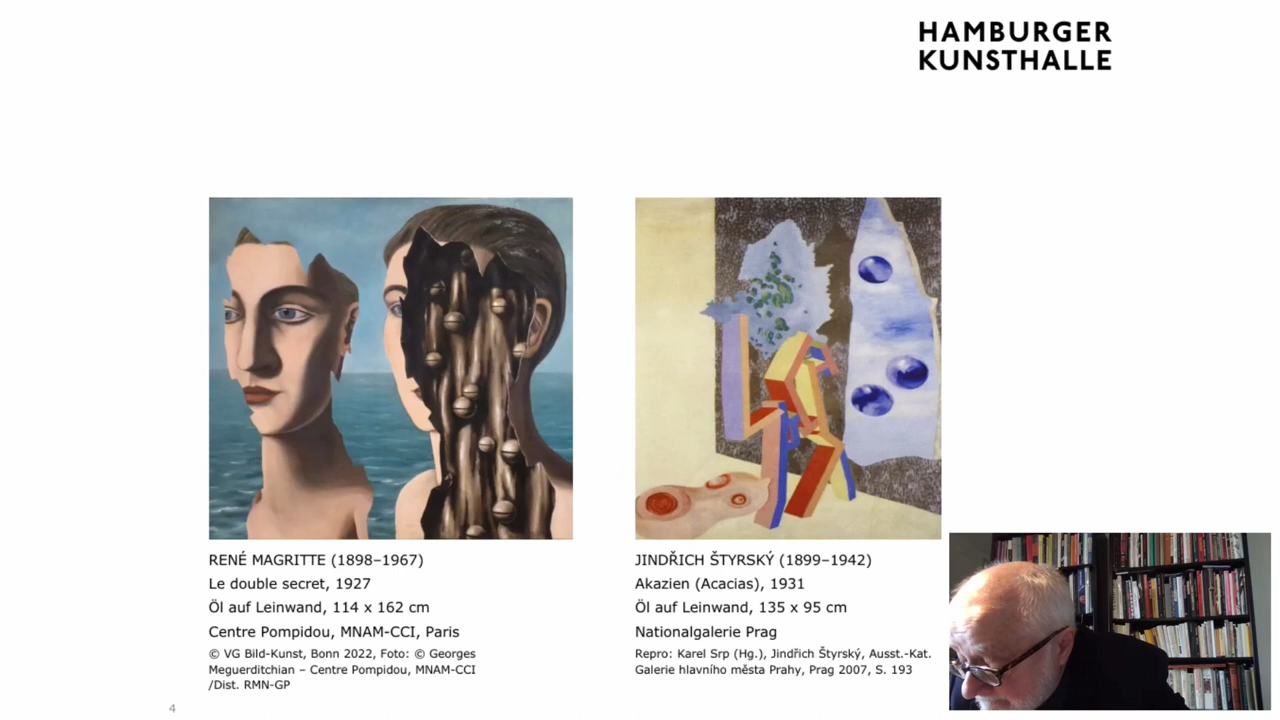 HAMBURGER
KUNSTHALLE
RENÉ MAGRITTE (1898–1967)
Le double secret, 1927
Öl auf Leinwand, 114 x 162 cm
Centre Pompidou, MNAM-CCI, Paris
© VG Bild-Kunst, Bonn 2022, Foto: © Georges
Meguerditchian – Centre Pompidou, MNAM-CCI
/Dist. RMN-GP
JINDŘICH ŠTYRSKÝ (1899–1942)
Akazien (Acacias), 1931
Öl auf Leinwand, 135 x 95 cm
Nationalgalerie Prag
Repro: Karel Srp (Hg.), Jindřich Štyrský, Ausst.-Kat.
Galerie hlavního města Prahy, Prag 2007, S. 193
4